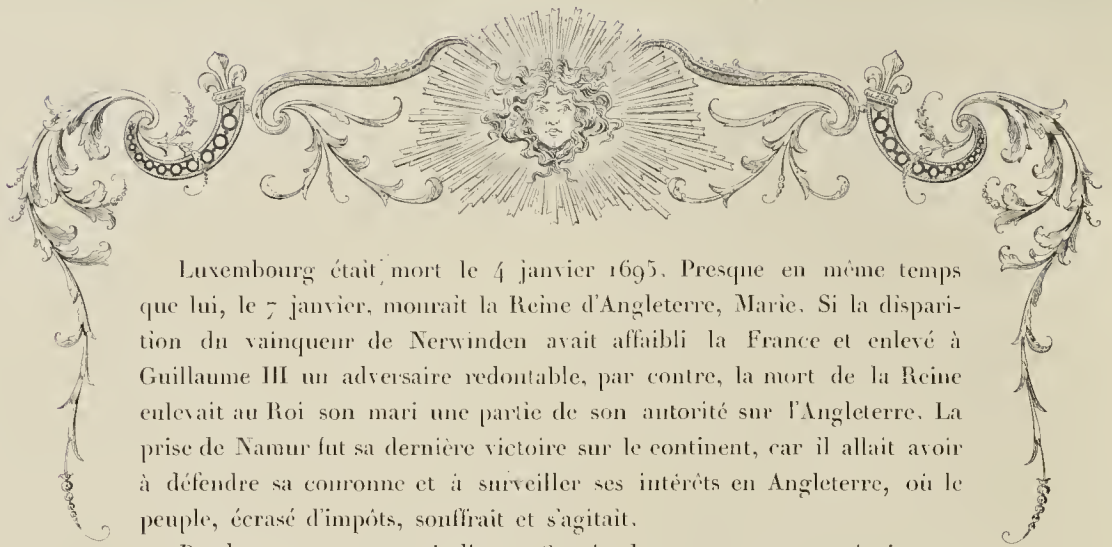 Luxembourg était mort le 4 janvier 1695. Presque en même temps
que lui, le 7 janvier, mourait la Reine d'Angleterre, Marie. Si la dispari-
tion du vainqueur de Nerwinden avait affaibli la France et enlevé à
Guillaume III un adversaire redoutable, par contre, la mort de la Reine
enlevait au Roi son mari une partie de son autorité sur l'Angleterre. La
prise de Namur fut sa dernière victoire sur le continent, car il allait avoir
à défendre sa couronne et à surveiller ses intérêts en Angleterre, où le
peuple, écrasé d'impôts, souffrait et s'agitait.